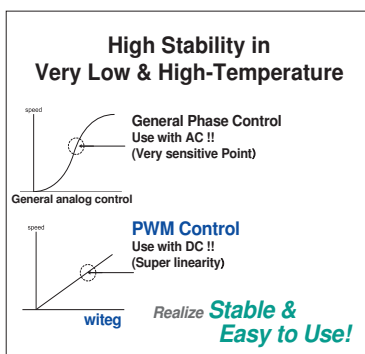 High Stability in
Very Low & High-Temperature
speed
General Phase Control
Use with AC !!
(Very sensitive Point)
General analog control
speed
PWM Control
Use with DC !!
(Super linearity)
witeg
Realize Stable &
Easy to Use!